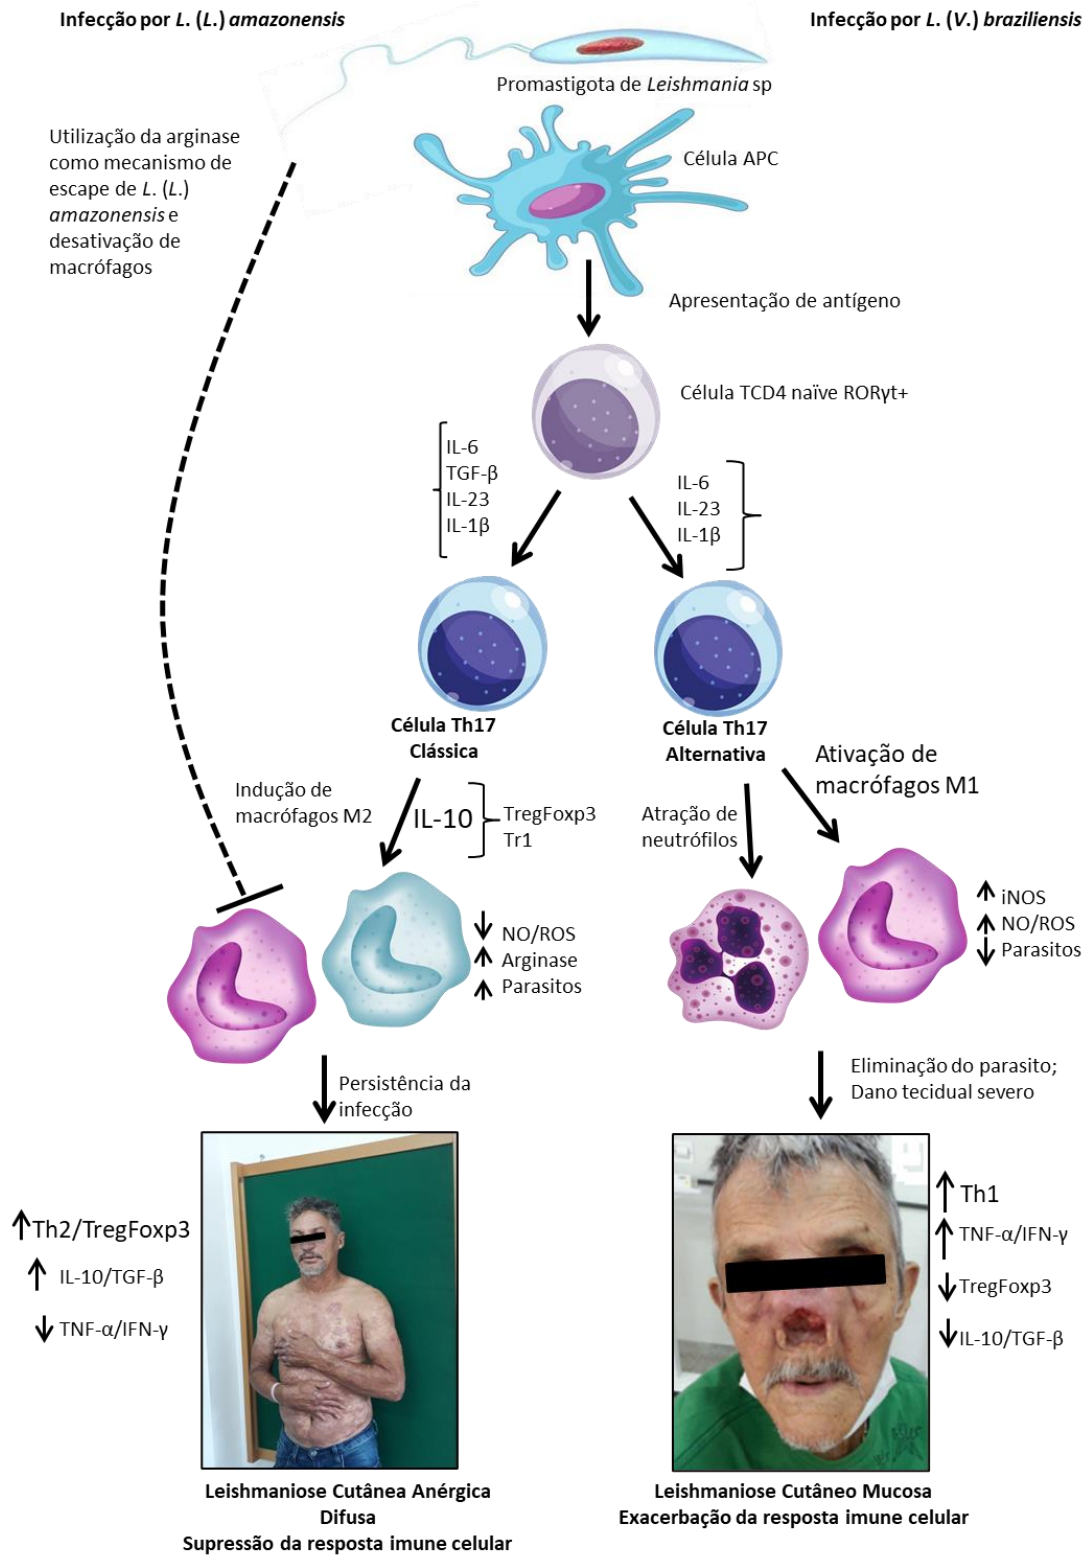 Infecção por L. (L.) amazonensis
Infecção por L. (V.) braziliensis
Promastigota de Leishmania sp
Utilização da arginase
como mecanismo de
escape de L. (L.)
amazonensis e
desativação de
macrófagos
Célula APC
Apresentação de antígeno
Célula TCD4 naïve RORγt+
IL-6
TGF-β
IL-23
IL-1β
IL-6
IL-23
IL-1β
Célula Th17
Clássica
Célula Th17
Alternativa
Indução de
macrófagos M2
IL-10
TregFoxp3
Tr1
Atração de
neutrófilos
Ativação de
macrófagos M1
NO/ROS
Arginase
Parasitos
iNOS
NO/ROS
Parasitos
Persistência da
infecção
Eliminação do parasito;
Dano tecidual severo
Th2/TregFoxp3
IL-10/TGF-β
TNF-α/IFN-γ
Th1
TNF-α/IFN-γ
TregFoxp3
IL-10/TGF-β
Leishmaniose Cutânea Anérgica
Difusa
Supressão da resposta imune celular
Leishmaniose Cutâneo Mucosa
Exacerbação da resposta imune celular